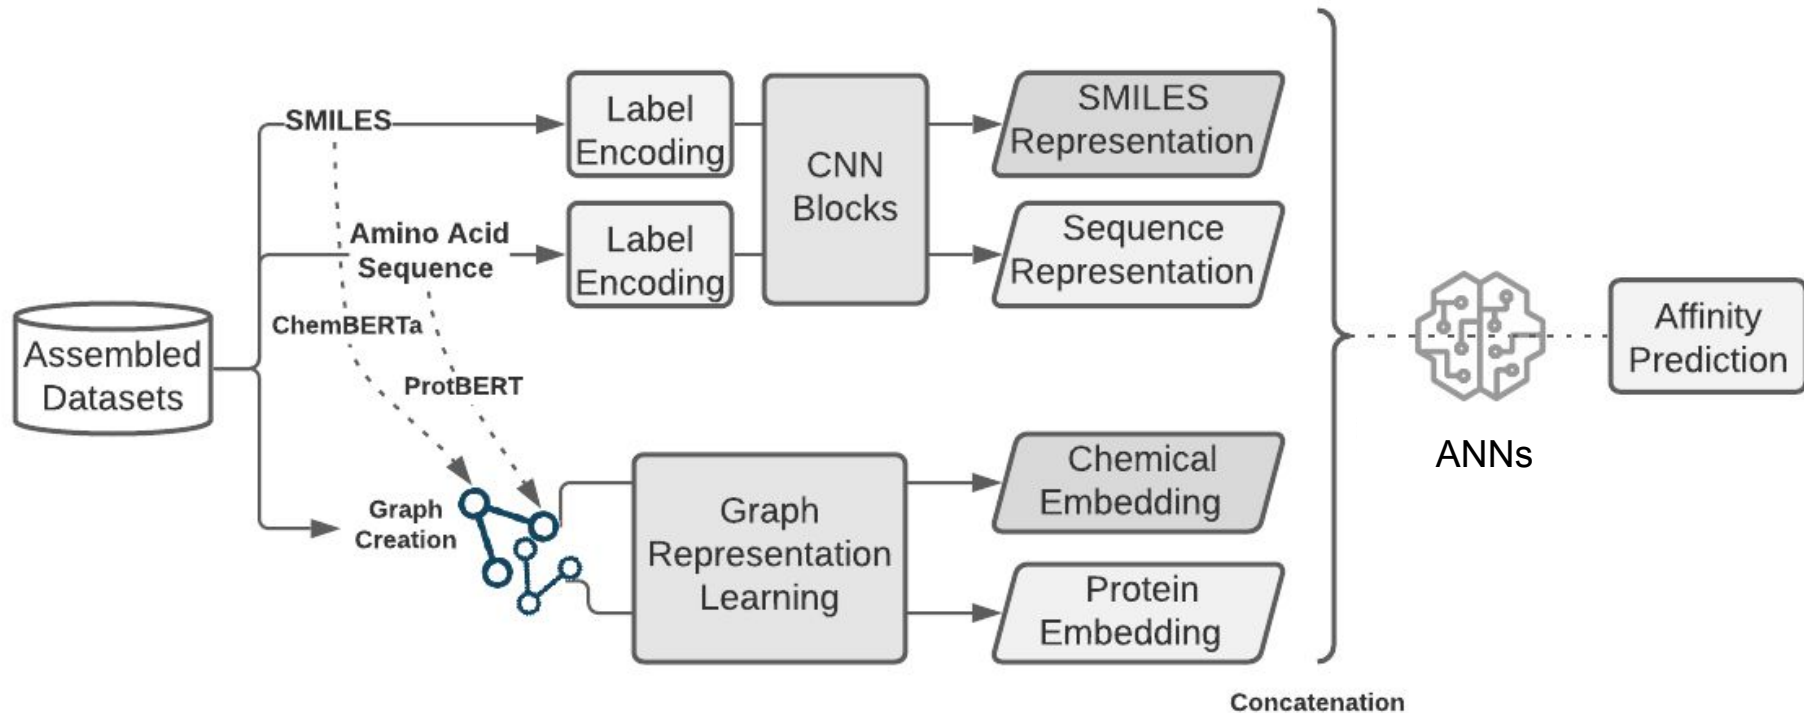 SMILES
Label
Encoding
CNN
Blocks
SMILES
Representation
Amino Acid
Sequence
Label
Encoding
Sequence
Representation
Assembled
Datasets
ChemBERTa
ProtBERT
Graph
Creation
Graph
Representation
Learning
Chemical
Embedding
Protein
Embedding
Concatenation
ANNs
Affinity
Prediction